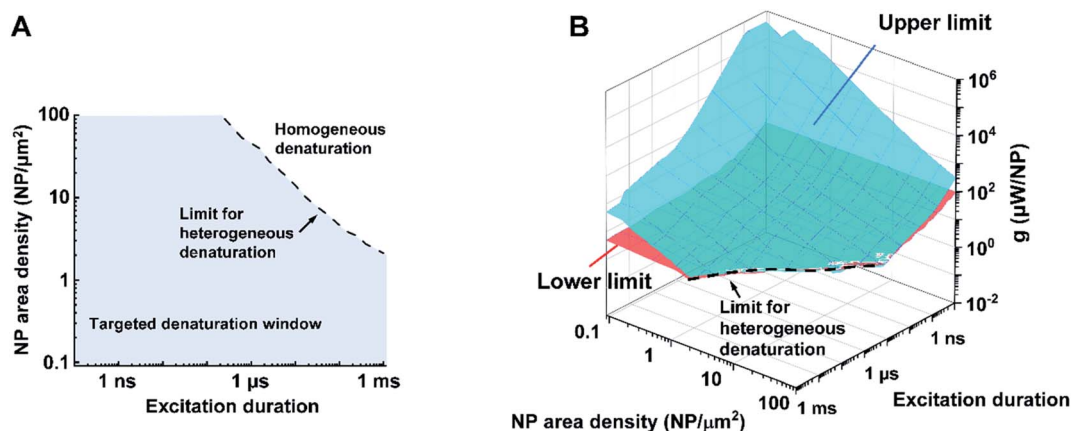 A
NP area density (NP/μm²)
100
10
1
0.1
Homogeneous
denaturation
Limit for
heterogeneous
denaturation
Targeted denaturation window
1 ns
1 μs
1 ms
Excitation duration
B
Upper limit
Lower limit
Limit for
heterogeneous
denaturation
g (μW/NP)
10⁶
10⁴
10²
10⁰
10⁻²
0.1
1
10
100
NP area density (NP/μm²)
1 ms
1 μs
1 ns
Excitation duration